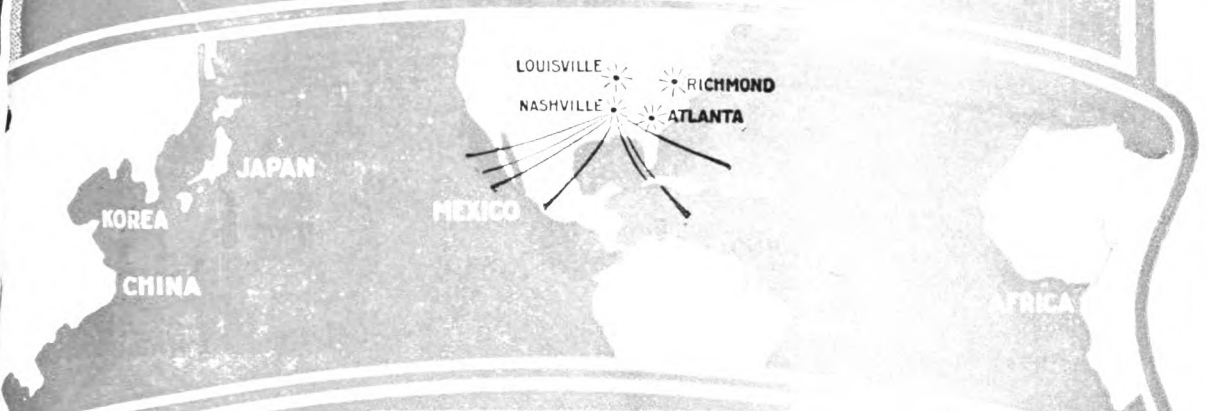 LOUISVILLE
RICHMOND
NASHVILLE
ATLANTA
JAPAN
MEXICO
KOREA
CHINA
AFRICA